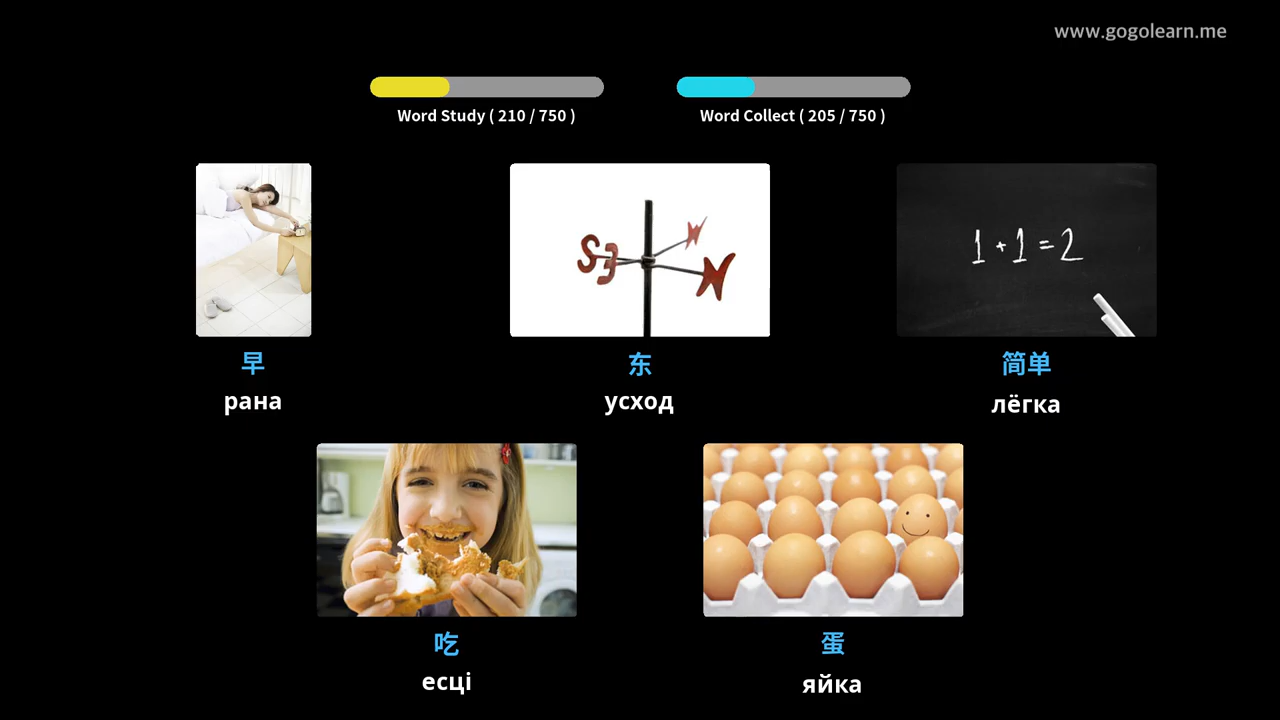 www.gogolearn.me
Word Study ( 210 / 750 )
Word Collect ( 205 / 750 )
S E N W
1 + 1 = 2
早
东
简单
рана
усход
лёгка
吃
蛋
есці
яйка